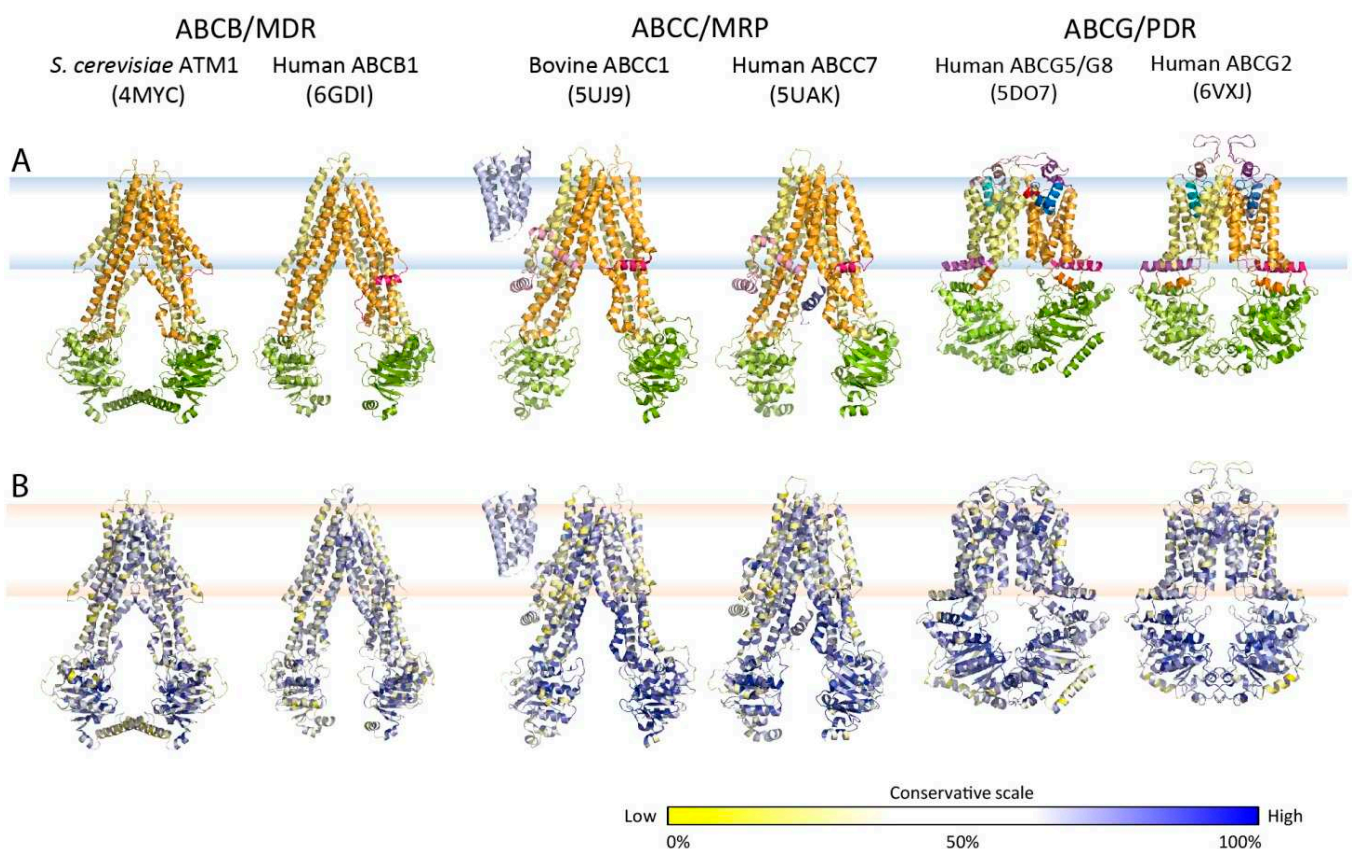 ABCB/MDR
ABCC/MRP
ABCG/PDR
S. cerevisiae ATM1
Human ABCB1
Bovine ABCC1
Human ABCC7
Human ABCG5/G8
Human ABCG2
(4MYC)
(6GDI)
(5UJ9)
(5UAK)
(5DO7)
(6VXJ)
A
B
Conservative scale
Low
High
0%
50%
100%